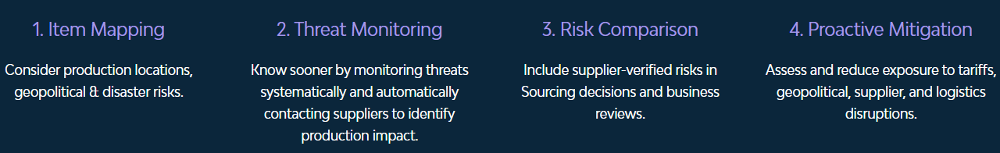 1. Item Mapping
Consider production locations,
geopolitical & disaster risks.
2. Threat Monitoring
Know sooner by monitoring threats
systematically and automatically
contacting suppliers to identify
production impact.
3. Risk Comparison
Include supplier-verified risks in
Sourcing decisions and business
reviews.
4. Proactive Mitigation
Assess and reduce exposure to tariffs,
geopolitical, supplier, and logistics
disruptions.